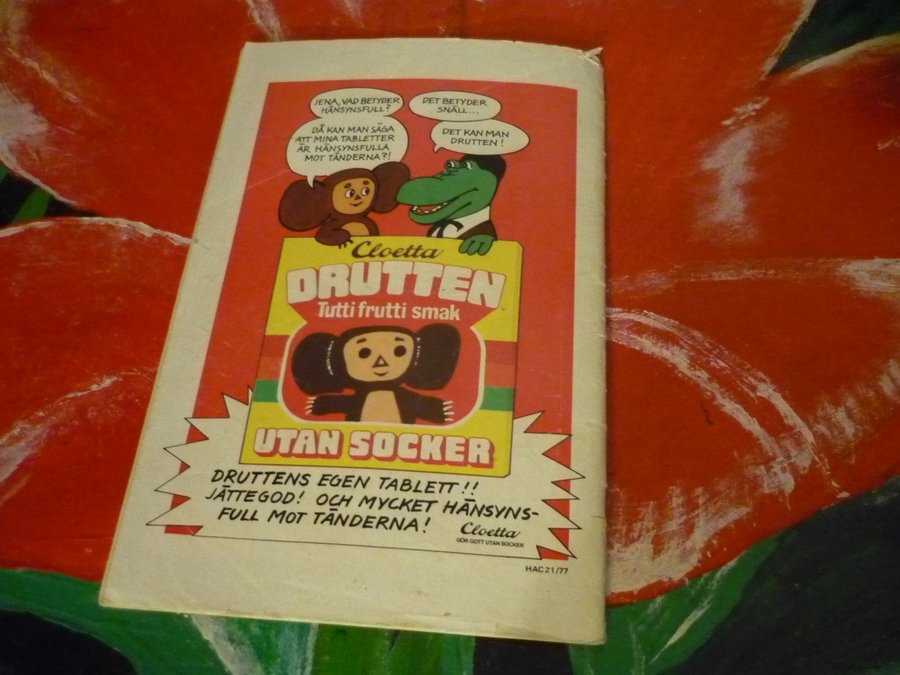 JENA, VAD BETYDER
HÄNSYNSFULL?
DET BETYDER
SNÄLL...
DÅ KAN MAN SÄGA
ATT MINA TABLETTER
ÄR HÄNSYNSFULLA
MOT TÄNDERNA?!
DET KAN MAN
DRUTTEN!
Cloetta
DRUTTEN
Tutti frutti smak
UTAN SOCKER
DRUTTENS EGEN TABLETT!!
JÄTTEGOD! OCH MYCKET HÄNSYNS-
FULL MOT TÄNDERNA!
Cloetta
GÖR GOTT UTAN SOCKER
HAC 21/77